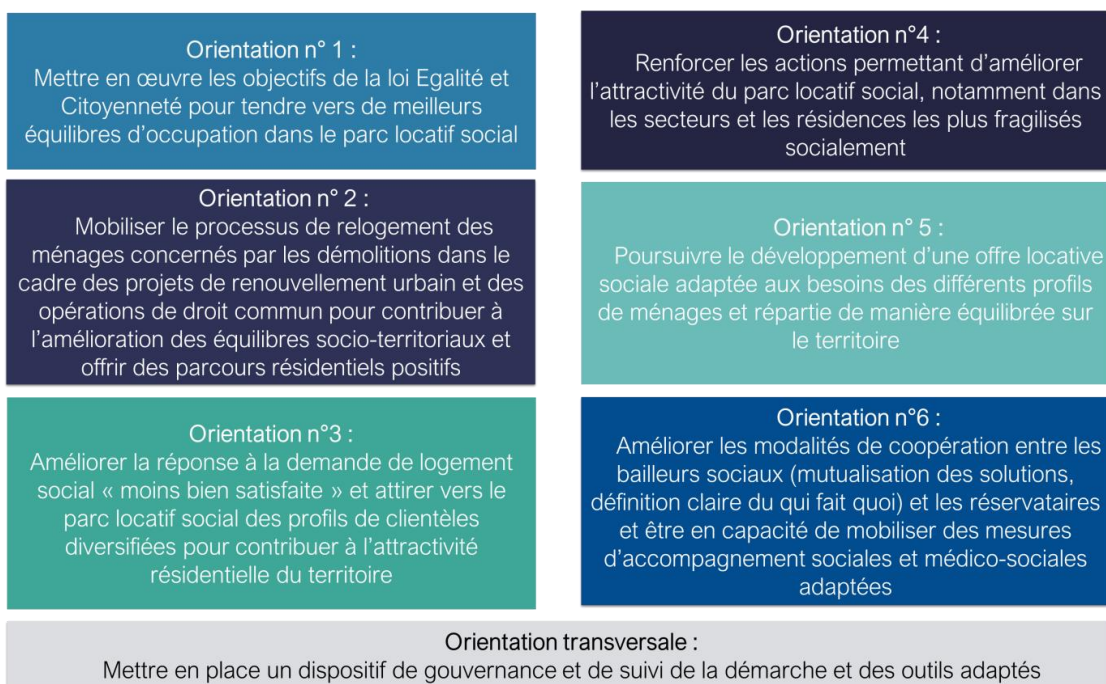 Orientation n° 1 :
Mettre en œuvre les objectifs de la loi Egalité et
Citoyenneté pour tendre vers de meilleurs
équilibres d'occupation dans le parc locatif social
Orientation n° 2 :
Mobiliser le processus de relogement des
ménages concernés par les démolitions dans le
cadre des projets de renouvellement urbain et des
opérations de droit commun pour contribuer à
l'amélioration des équilibres socio-territoriaux et
offrir des parcours résidentiels positifs
Orientation n°3 :
Améliorer la réponse à la demande de logement
social « moins bien satisfaite » et attirer vers le
parc locatif social des profils de clientèles
diversifiées pour contribuer à l'attractivité
résidentielle du territoire
Orientation n°4 :
Renforcer les actions permettant d'améliorer
l'attractivité du parc locatif social, notamment dans
les secteurs et les résidences les plus fragilisés
socialement
Orientation n° 5 :
Poursuivre le développement d'une offre locative
sociale adaptée aux besoins des différents profils
de ménages et répartie de manière équilibrée sur
le territoire
Orientation n°6 :
Améliorer les modalités de coopération entre les
bailleurs sociaux (mutualisation des solutions,
définition claire du qui fait quoi) et les réservataires
et être en capacité de mobiliser des mesures
d'accompagnement sociales et médico-sociales
adaptées
Orientation transversale :
Mettre en place un dispositif de gouvernance et de suivi de la démarche et des outils adaptés